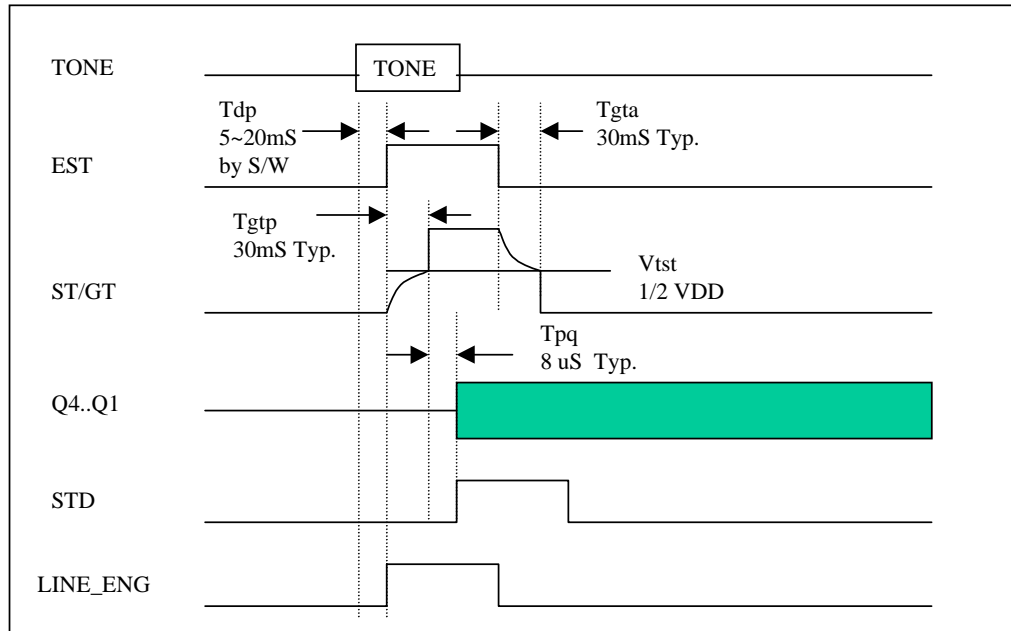 TONE
TONE
Tdp
5~20mS
by S/W
Tgta
30mS Typ.
EST
Tgtp
30mS Typ.
ST/GT
Vtst
1/2 VDD
Tpq
8 uS Typ.
Q4..Q1
STD
LINE_ENG